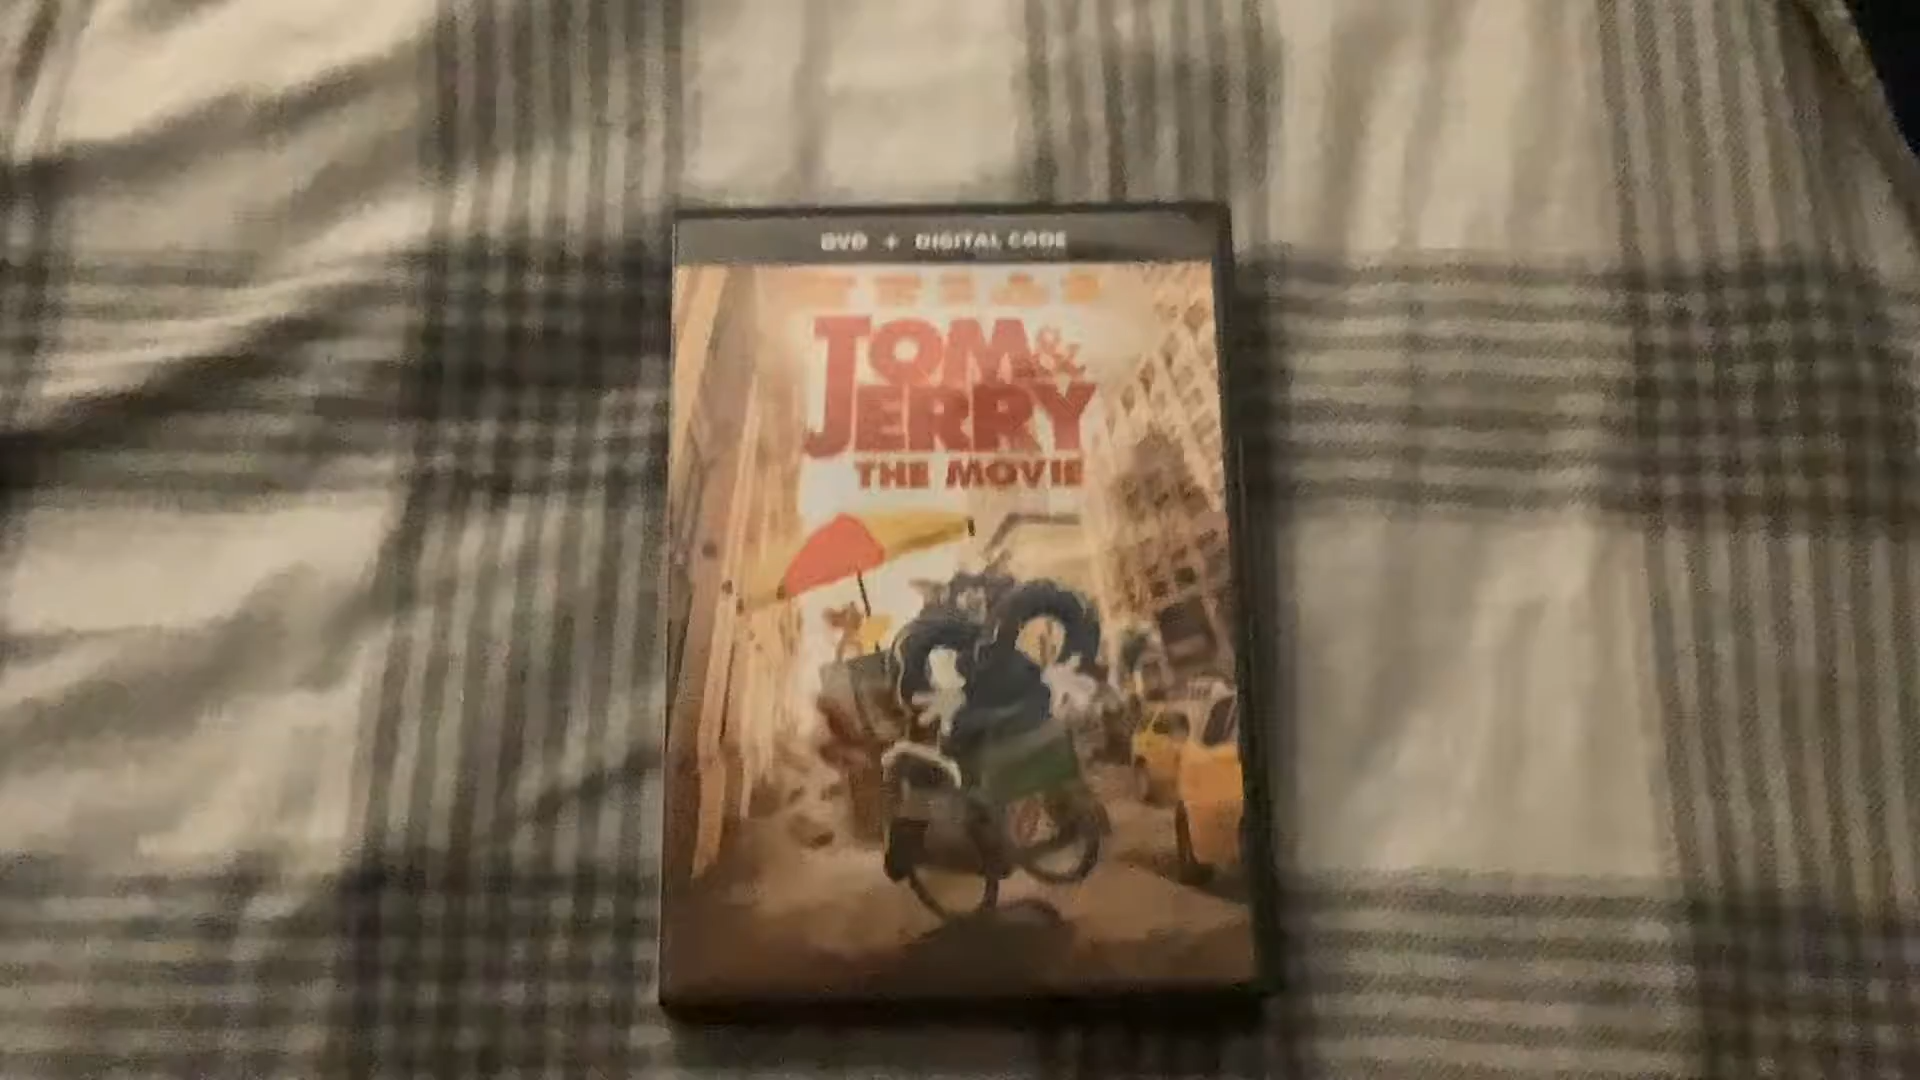 DVD + DIGITAL CODE
TOM &
JERRY
THE MOVIE